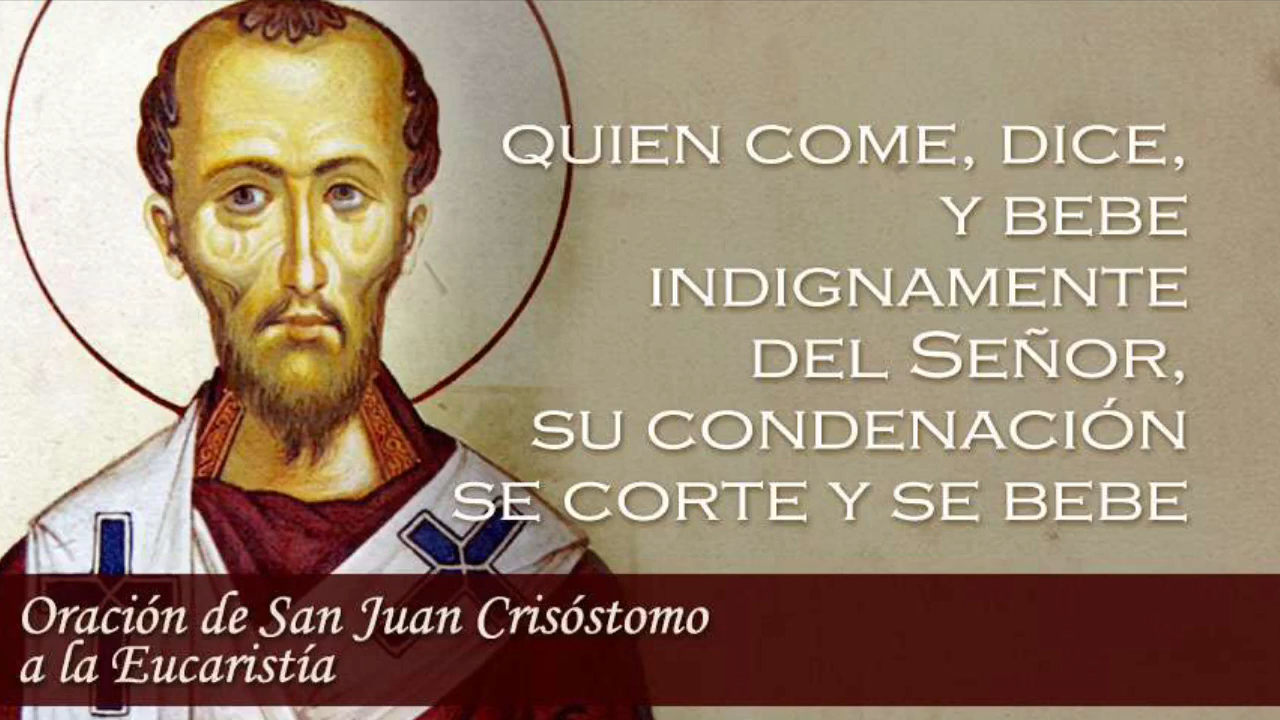 QUIEN COME, DICE,
Y BEBE
INDIGNAMENTE
DEL SEÑOR,
SU CONDENACIÓN
SE CORTE Y SE BEBE
Oración de San Juan Crisóstomo
a la Eucaristía